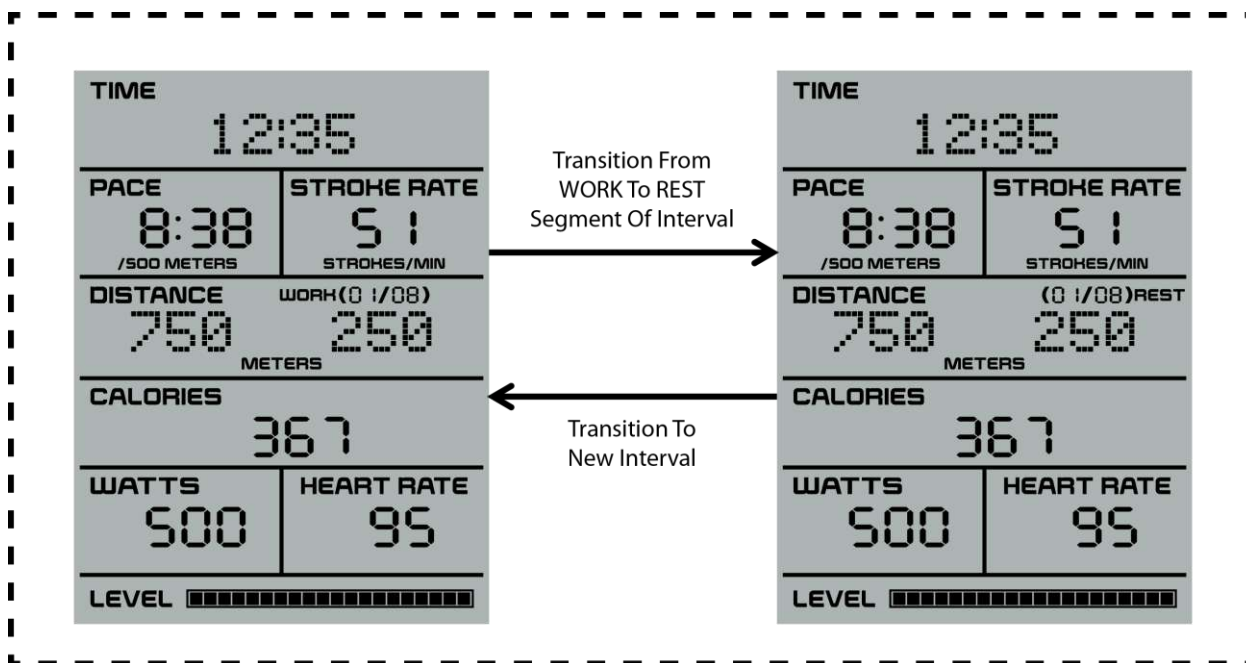 TIME
12:35
PACE
8:38
/500 METERS
STROKE RATE
51
STROKES/MIN
DISTANCE WORK(01/08)
750 250
METERS
CALORIES
367
WATTS
500
HEART RATE
95
LEVEL
Transition From
WORK To REST
Segment Of Interval
Transition To
New Interval
TIME
12:35
PACE
8:38
/500 METERS
STROKE RATE
51
STROKES/MIN
DISTANCE (01/08)REST
750 250
METERS
CALORIES
367
WATTS
500
HEART RATE
95
LEVEL